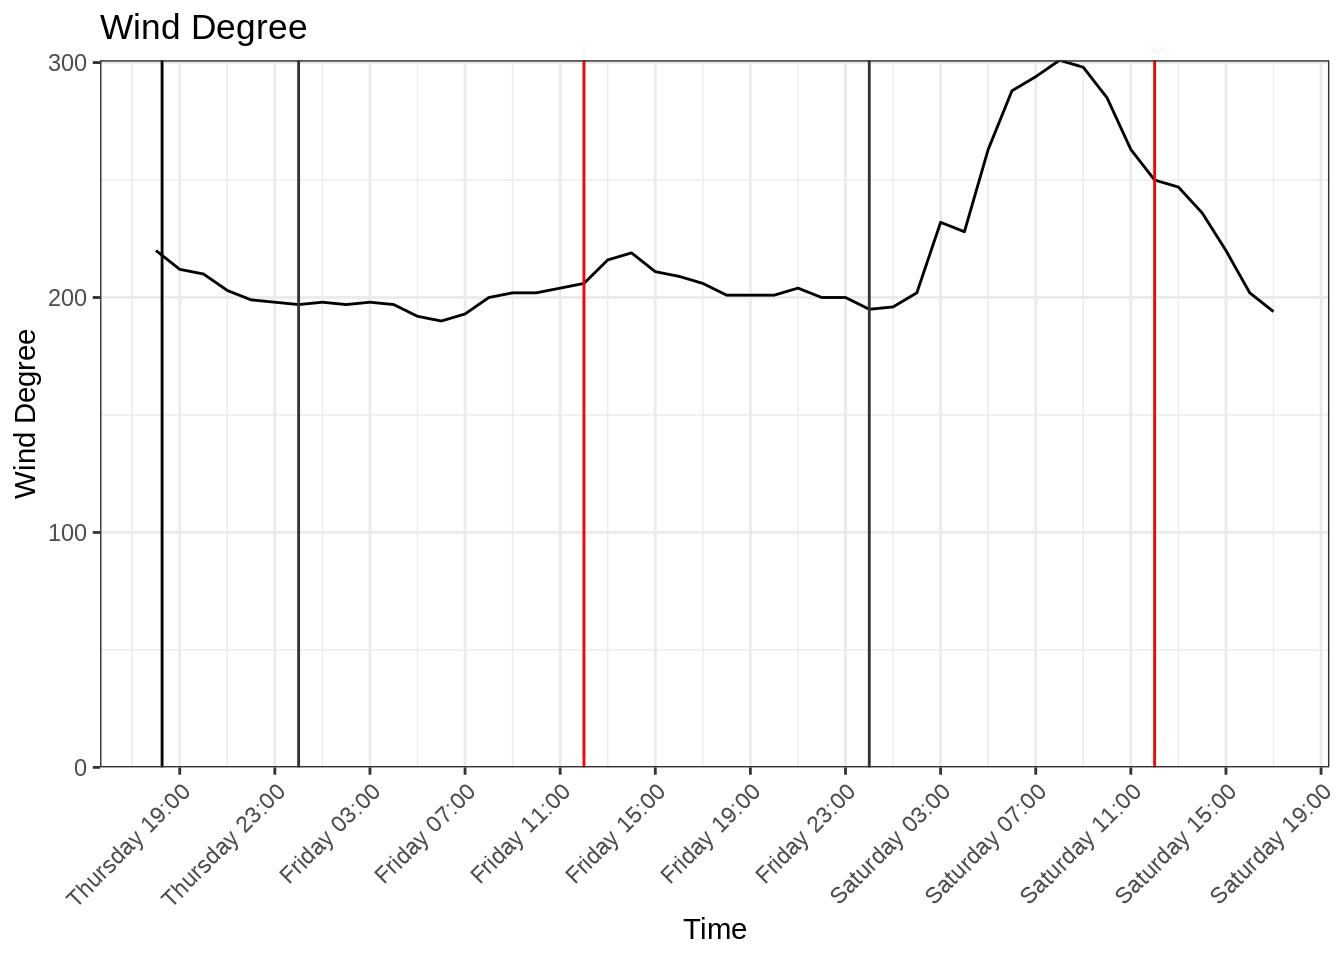 Wind Degree
300
200
100
0
Wind Degree
Thursday 19:00
Thursday 23:00
Friday 03:00
Friday 07:00
Friday 11:00
Friday 15:00
Friday 19:00
Friday 23:00
Saturday 03:00
Saturday 07:00
Saturday 11:00
Saturday 15:00
Saturday 19:00
Time